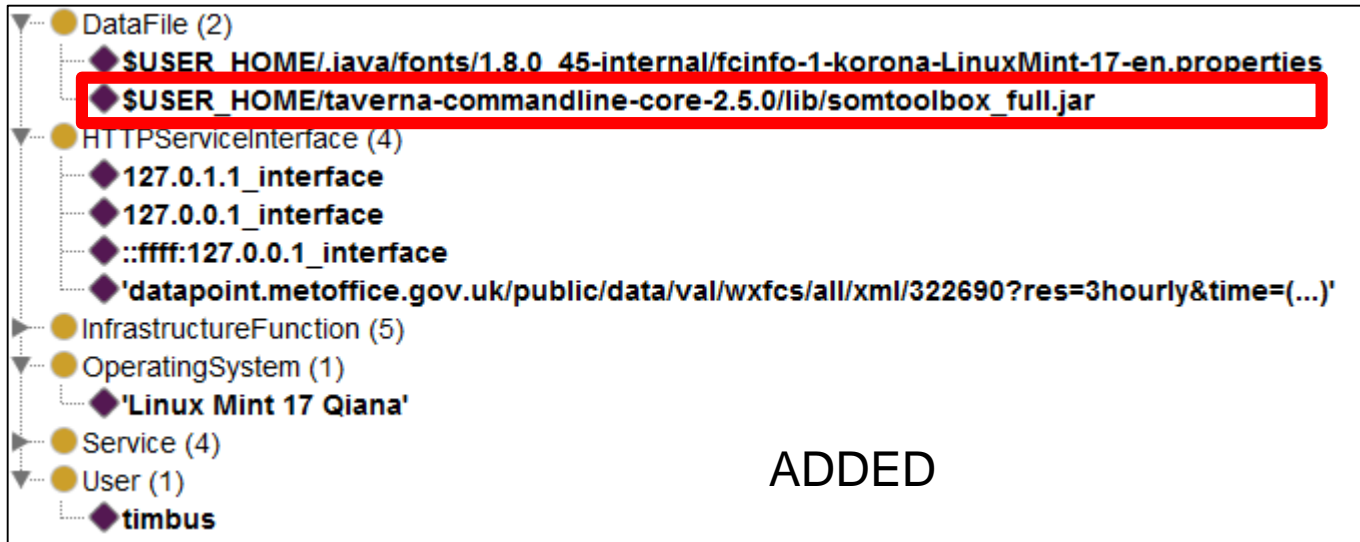 DataFile (2)
$USER_HOME/.java/fonts/1.8.0_45-internal/fcinfo-1-korona-LinuxMint-17-en.properties
$USER_HOME/taverna-commandline-core-2.5.0/lib/somtoolbox_full.jar
HTTPServiceInterface (4)
127.0.1.1_interface
127.0.0.1_interface
::ffff:127.0.0.1_interface
'datapoint.metoffice.gov.uk/public/data/val/wxfcs/all/xml/322690?res=3hourly&time=(...)'
InfrastructureFunction (5)
OperatingSystem (1)
'Linux Mint 17 Qiana'
Service (4)
User (1)
timbus
ADDED